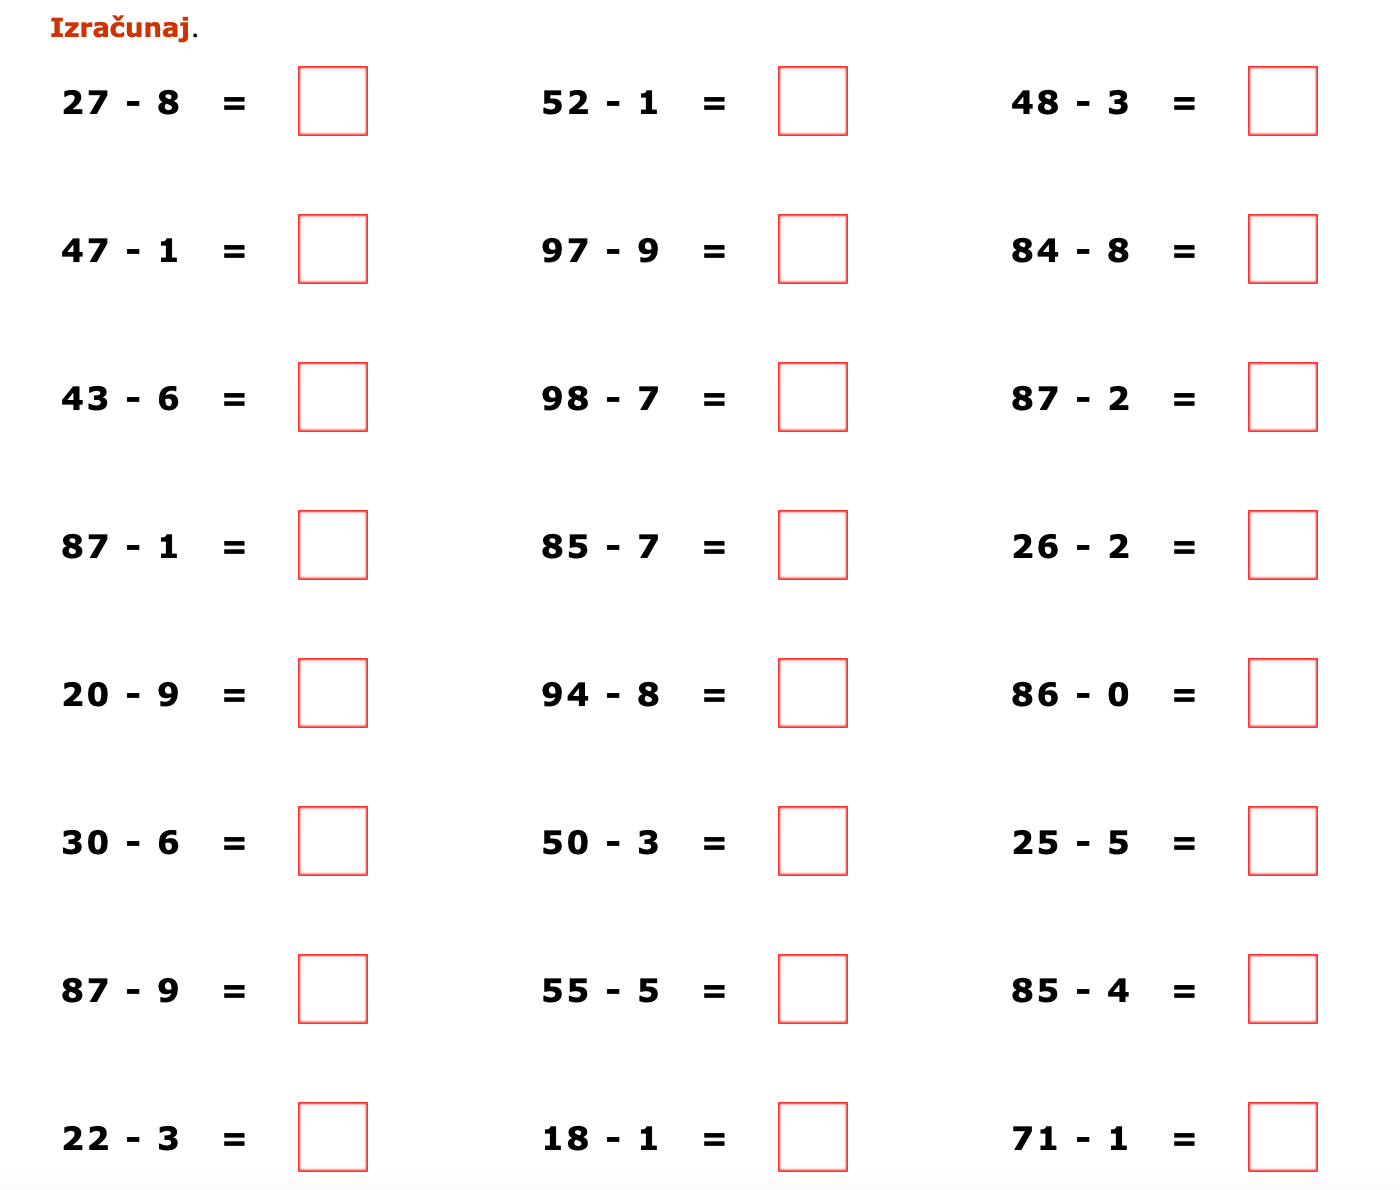 Izračunaj.
27 - 8 = 52 - 1 = 48 - 3 =
47 - 1 = 97 - 9 = 84 - 8 =
43 - 6 = 98 - 7 = 87 - 2 =
87 - 1 = 85 - 7 = 26 - 2 =
20 - 9 = 94 - 8 = 86 - 0 =
30 - 6 = 50 - 3 = 25 - 5 =
87 - 9 = 55 - 5 = 85 - 4 =
22 - 3 = 18 - 1 = 71 - 1 =